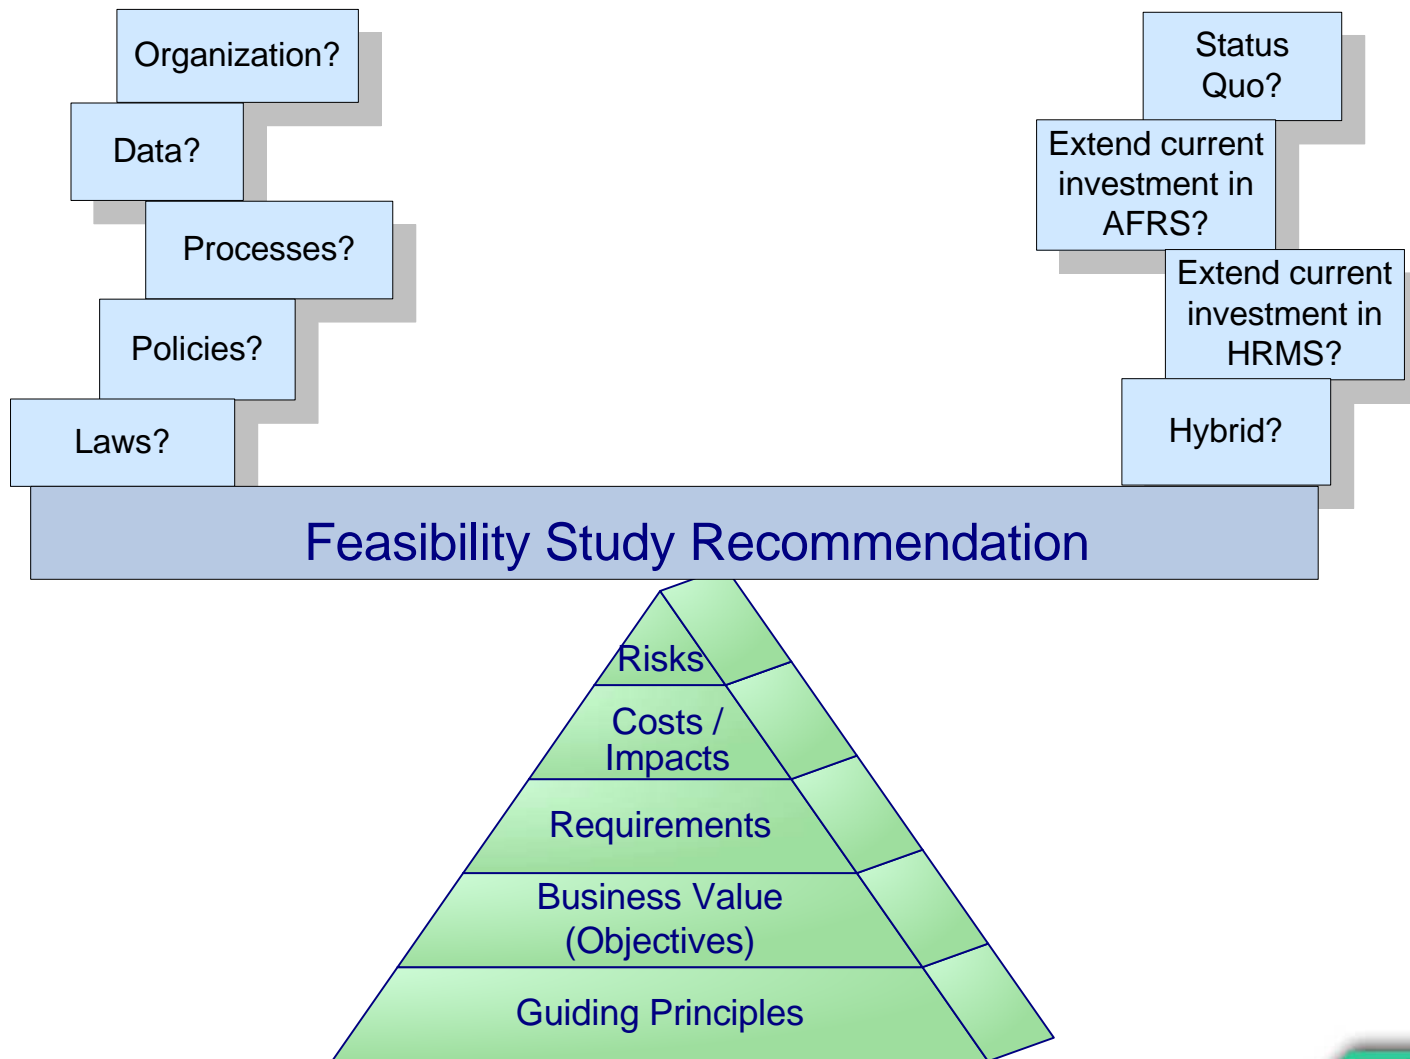 Organization?
Data?
Processes?
Policies?
Laws?
Status
Quo?
Extend current
investment in
AFRS?
Extend current
investment in
HRMS?
Hybrid?
Feasibility Study Recommendation
Risks
Costs /
Impacts
Requirements
Business Value
(Objectives)
Guiding Principles